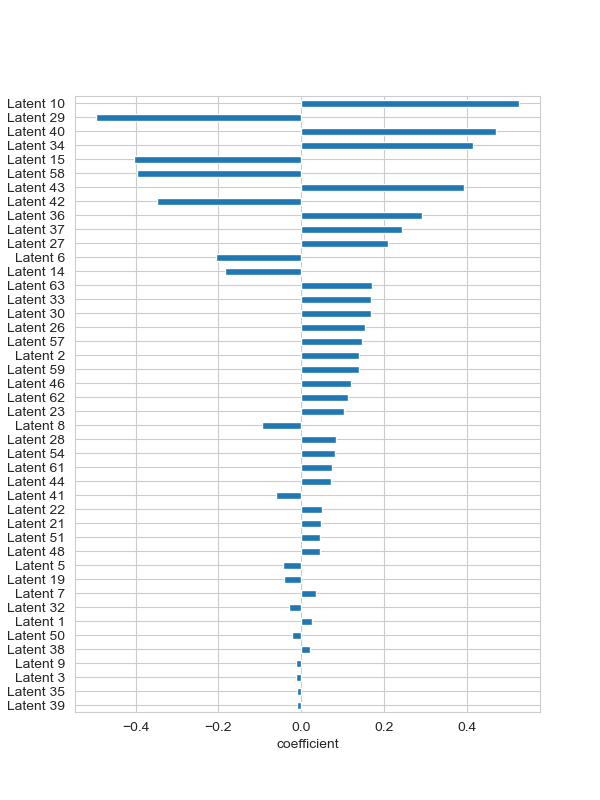 Latent 10
Latent 29
Latent 40
Latent 34
Latent 15
Latent 58
Latent 43
Latent 42
Latent 36
Latent 37
Latent 27
Latent 6
Latent 14
Latent 63
Latent 33
Latent 30
Latent 26
Latent 57
Latent 2
Latent 59
Latent 46
Latent 62
Latent 23
Latent 8
Latent 28
Latent 54
Latent 61
Latent 44
Latent 41
Latent 22
Latent 21
Latent 51
Latent 48
Latent 5
Latent 19
Latent 7
Latent 32
Latent 1
Latent 50
Latent 38
Latent 9
Latent 3
Latent 35
Latent 39
−0.4 −0.2 0.0 0.2 0.4
coefficient